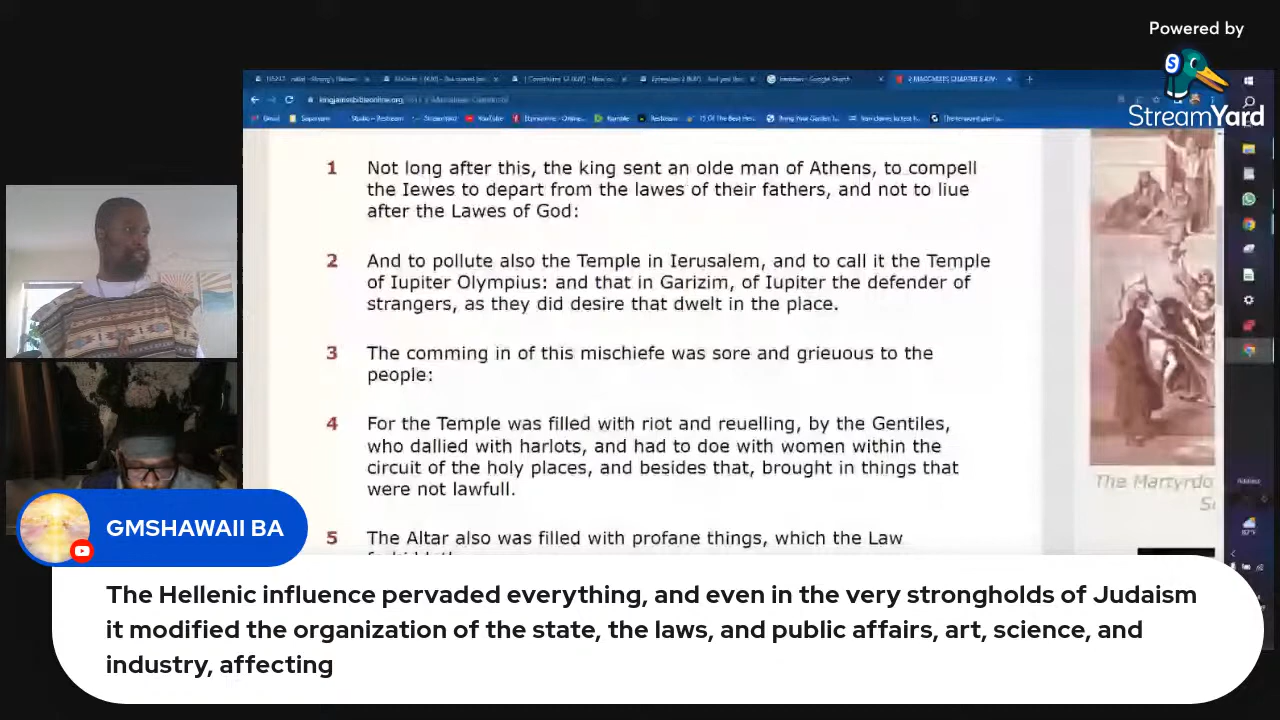 Powered by
StreamYard
kingjamesbibleonline.org
Gmail
YouTube
Rumble
1 Not long after this, the king sent an olde man of Athens, to compell
the Iewes to depart from the lawes of their fathers, and not to liue
after the Lawes of God:
2 And to pollute also the Temple in Ierusalem, and to call it the Temple
of Iupiter Olympius: and that in Garizim, of Iupiter the defender of
strangers, as they did desire that dwelt in the place.
3 The comming in of this mischiefe was sore and grieuous to the
people:
4 For the Temple was filled with riot and reuelling, by the Gentiles,
who dallied with harlots, and had to doe with women within the
circuit of the holy places, and besides that, brought in things that
were not lawfull.
5 The Altar also was filled with profane things, which the Law
The Martyrdo
GMSHAWAII BA
The Hellenic influence pervaded everything, and even in the very strongholds of Judaism
it modified the organization of the state, the laws, and public affairs, art, science, and
industry, affecting